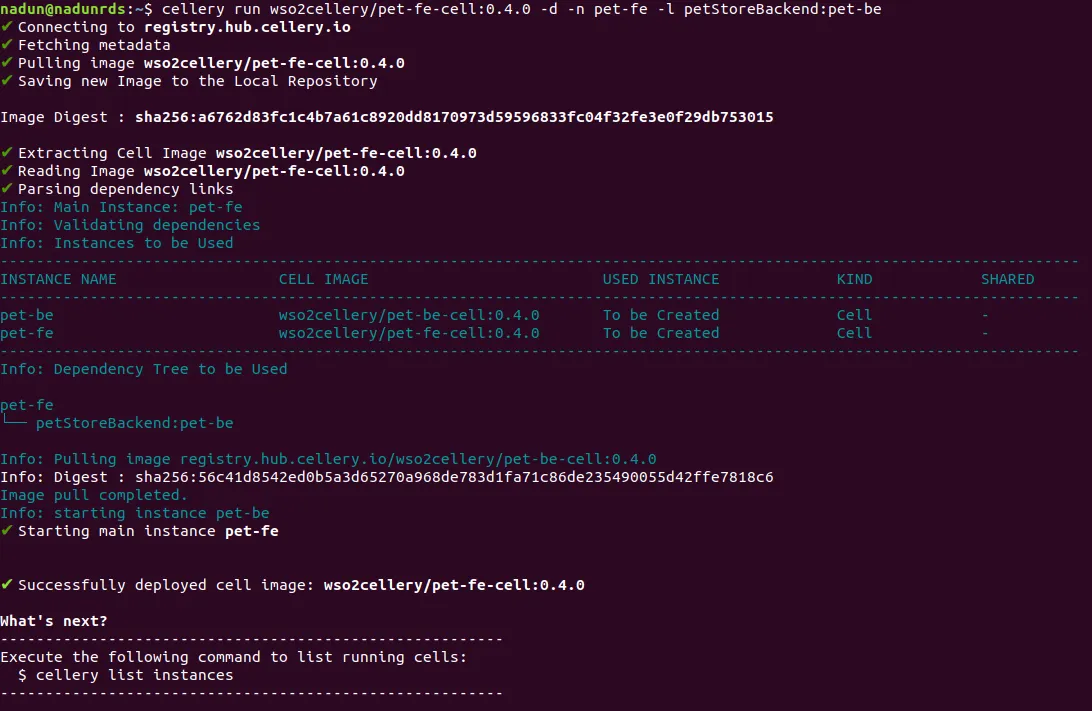 nadun@nadunrds:~$ cellery run wso2cellery/pet-fe-cell:0.4.0 -d -n pet-fe -l petStoreBackend:pet-be
✔ Connecting to registry.hub.cellery.io
✔ Fetching metadata
✔ Pulling image wso2cellery/pet-fe-cell:0.4.0
✔ Saving new Image to the Local Repository
Image Digest : sha256:a6762d83fc1c4b7a61c8920dd8170973d59596833fc04f32fe3e0f29db753015
✔ Extracting Cell Image wso2cellery/pet-fe-cell:0.4.0
✔ Reading Image wso2cellery/pet-fe-cell:0.4.0
✔ Parsing dependency links
Info: Main Instance: pet-fe
Info: Validating dependencies
Info: Instances to be Used
------------------------------------------------------------------------------------------------------------------------
INSTANCE NAME                  CELL IMAGE                          USED INSTANCE             KIND            SHARED
------------------------------------------------------------------------------------------------------------------------
pet-be                         wso2cellery/pet-be-cell:0.4.0       To be Created             Cell            -
pet-fe                         wso2cellery/pet-fe-cell:0.4.0       To be Created             Cell            -
------------------------------------------------------------------------------------------------------------------------
Info: Dependency Tree to be Used
pet-fe
└── petStoreBackend:pet-be
Info: Pulling image registry.hub.cellery.io/wso2cellery/pet-be-cell:0.4.0
Info: Digest : sha256:56c41d8542ed0b5a3d65270a968de783d1fa71c86de235490055d42ffe7818c6
Image pull completed.
Info: starting instance pet-be
✔ Starting main instance pet-fe
✔ Successfully deployed cell image: wso2cellery/pet-fe-cell:0.4.0
What's next?
--------------------------------------------------------
Execute the following command to list running cells:
  $ cellery list instances
--------------------------------------------------------